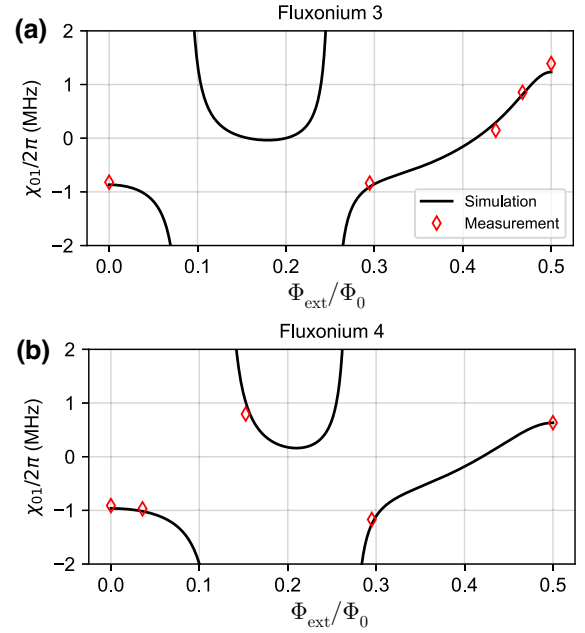 (a)
Fluxonium 3
χ01/2π (MHz)
2
1
0
−1
−2
0.0 0.1 0.2 0.3 0.4 0.5
Φext/Φ0
Simulation
Measurement
(b)
Fluxonium 4
χ01/2π (MHz)
2
1
0
−1
−2
0.0 0.1 0.2 0.3 0.4 0.5
Φext/Φ0